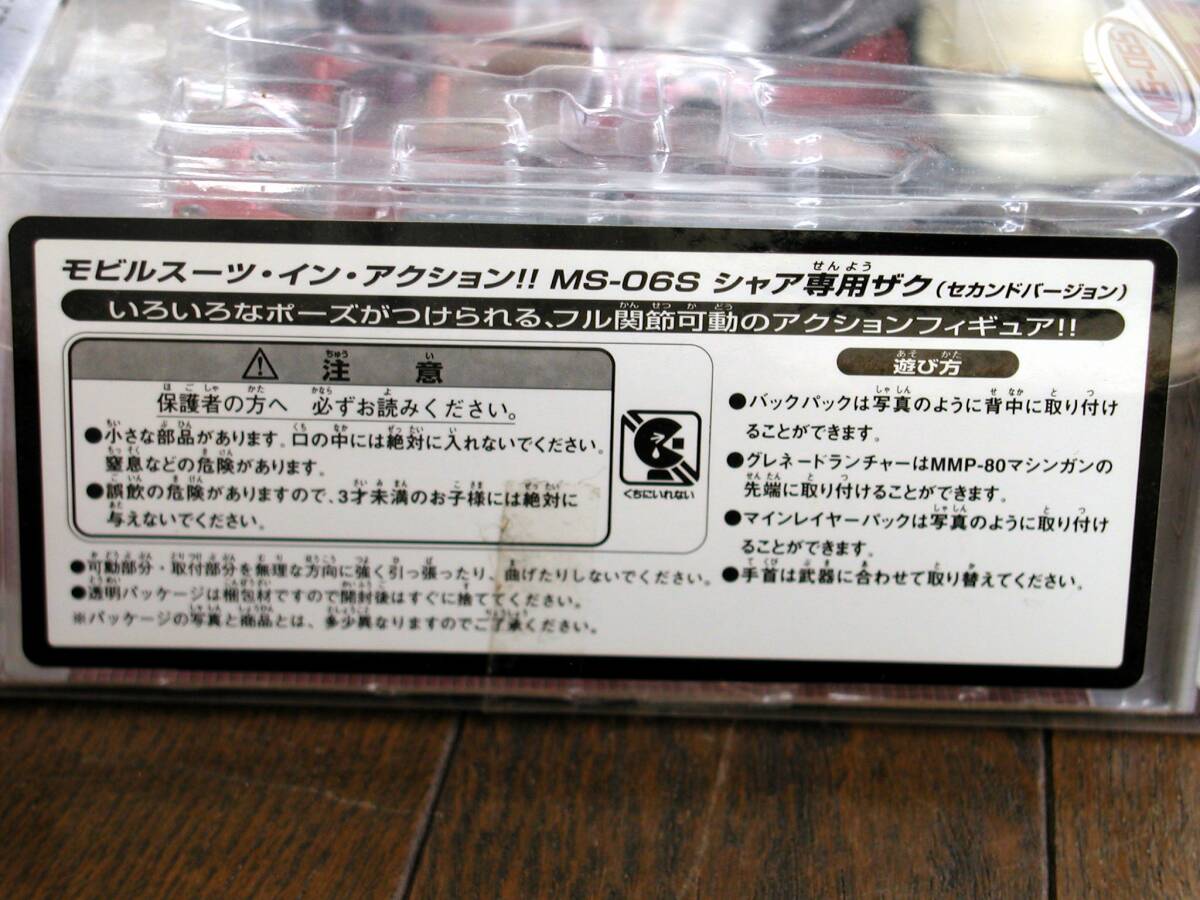 モビルスーツ・イン・アクション!! MS-06S シャア専用ザク(セカンドバージョン)
いろいろなポーズがつけられる、フル関節可動のアクションフィギュア!!
注意
保護者の方へ 必ずお読みください。
●小さな部品があります。口の中には絶対に入れないでください。
窒息などの危険があります。
●誤飲の危険がありますので、3才未満のお子様には絶対に
与えないでください。
くちにいれない
●可動部分・取付部分を無理な方向に強く引っ張ったり、曲げたりしないでください。
●透明パッケージは梱包材ですので開封後はすぐに捨ててください。
※パッケージの写真と商品とは、多少異なりますのでご了承ください。
遊び方
●バックパックは写真のように背中に取り付け
ることができます。
●グレネードランチャーはMMP-80マシンガンの
先端に取り付けることができます。
●マインレイヤーバックは写真のように取り付け
ることができます。
●手首は武器に合わせて取り替えてください。